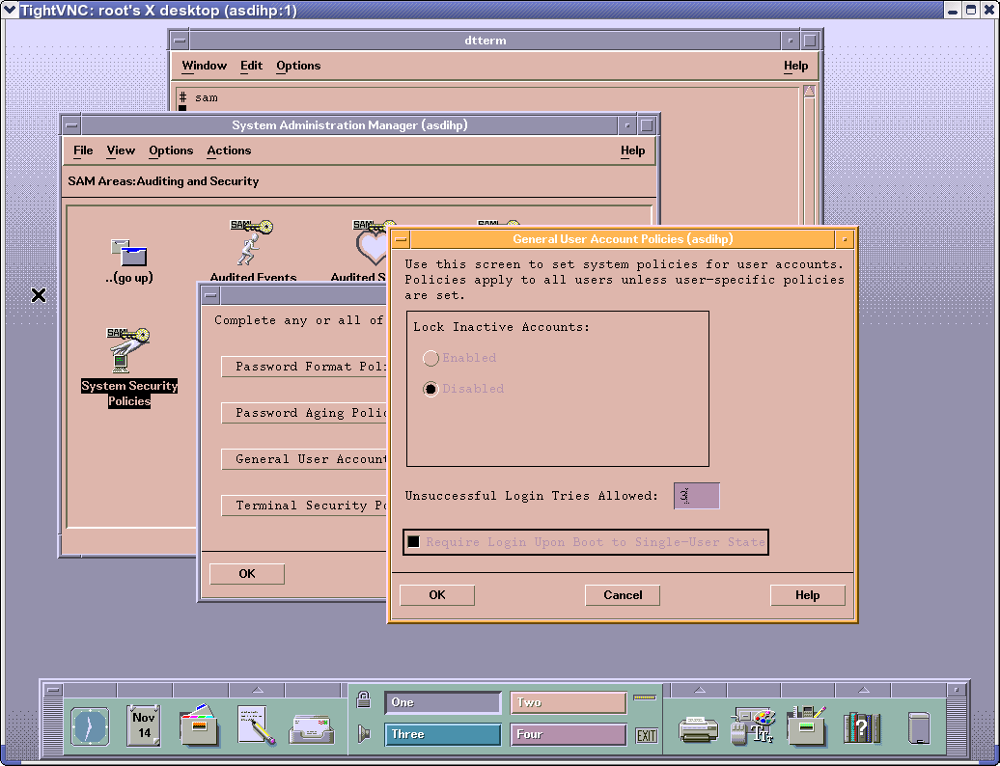 TightVNC: root's X desktop (asdihp:1)
dtterm
Window Edit Options Help
# sam
System Administration Manager (asdihp)
File View Options Actions Help
SAM Areas:Auditing and Security
SAM
SAM
SAM
..(go up)
Audited Events
Audited S
SAM
System Security
Policies
Complete any or all of
Password Format Pol
Password Aging Polic
General User Account
Terminal Security Po
OK
General User Account Policies (asdihp)
Use this screen to set system policies for user accounts.
Policies apply to all users unless user-specific policies
are set.
Lock Inactive Accounts:
Enabled
Disabled
Unsuccessful Login Tries Allowed: 3
Require Login Upon Boot to Single-User State
OK Cancel Help
Nov
14
One Two
Three Four
EXIT
?